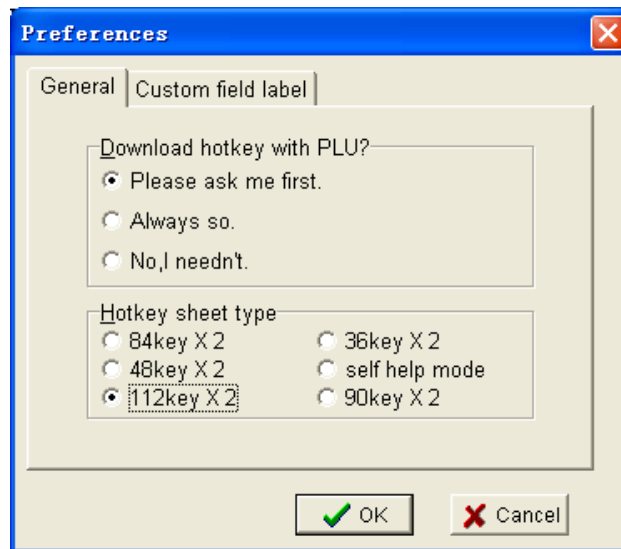 Preferences
General Custom field label
Download hotkey with PLU?
Please ask me first.
Always so.
No,I needn't.
Hotkey sheet type
84key X 2 36key X 2
48key X 2 self help mode
112key X 2 90key X 2
OK Cancel